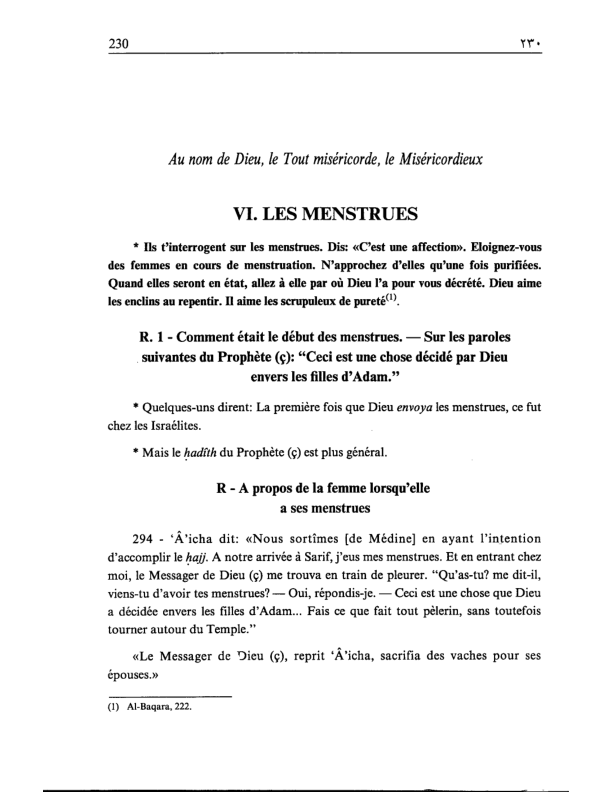 230 ٢٣٠
Au nom de Dieu, le Tout miséricorde, le Miséricordieux
VI. LES MENSTRUES
* Ils t'interrogent sur les menstrues. Dis: «C'est une affection». Eloignez-vous
des femmes en cours de menstruation. N'approchez d'elles qu'une fois purifiées.
Quand elles seront en état, allez à elle par où Dieu l'a pour vous décrété. Dieu aime
les enclins au repentir. Il aime les scrupuleux de pureté(1).
R. 1 - Comment était le début des menstrues. — Sur les paroles
suivantes du Prophète (ç): “Ceci est une chose décidé par Dieu
envers les filles d'Adam.”
* Quelques-uns dirent: La première fois que Dieu envoya les menstrues, ce fut
chez les Israélites.
* Mais le ḥadîth du Prophète (ç) est plus général.
R - A propos de la femme lorsqu'elle
a ses menstrues
294 - ‘Â'icha dit: «Nous sortîmes [de Médine] en ayant l'intention
d'accomplir le ḥajj. A notre arrivée à Sarif, j'eus mes menstrues. Et en entrant chez
moi, le Messager de Dieu (ç) me trouva en train de pleurer. “Qu'as-tu? me dit-il,
viens-tu d'avoir tes menstrues? — Oui, répondis-je. — Ceci est une chose que Dieu
a décidée envers les filles d'Adam... Fais ce que fait tout pèlerin, sans toutefois
tourner autour du Temple.”
«Le Messager de Dieu (ç), reprit ‘Â'icha, sacrifia des vaches pour ses
épouses.»
(1) Al-Baqara, 222.